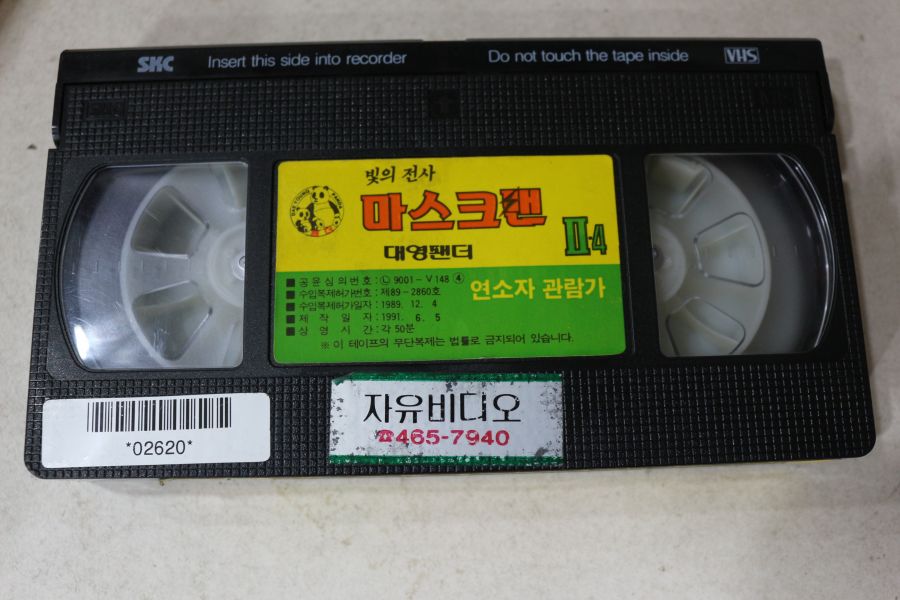 SKC Insert this side into recorder Do not touch the tape inside VHS
빛의 전사
마스크맨
II-4
대영팬더
연소자 관람가
■ 공윤심의번호: ㉡ 9001-V148 ④
■ 수입복제허가번호: 제89-2860호
■ 수입복제허가일자: 1989. 12. 4
■ 제 작 일 자: 1991. 6. 5
■ 상 영 시 간: 각 50분
※ 이 테이프의 무단복제는 법률로 금지되어 있습니다.
자유비디오
☎465-7940
*02620*